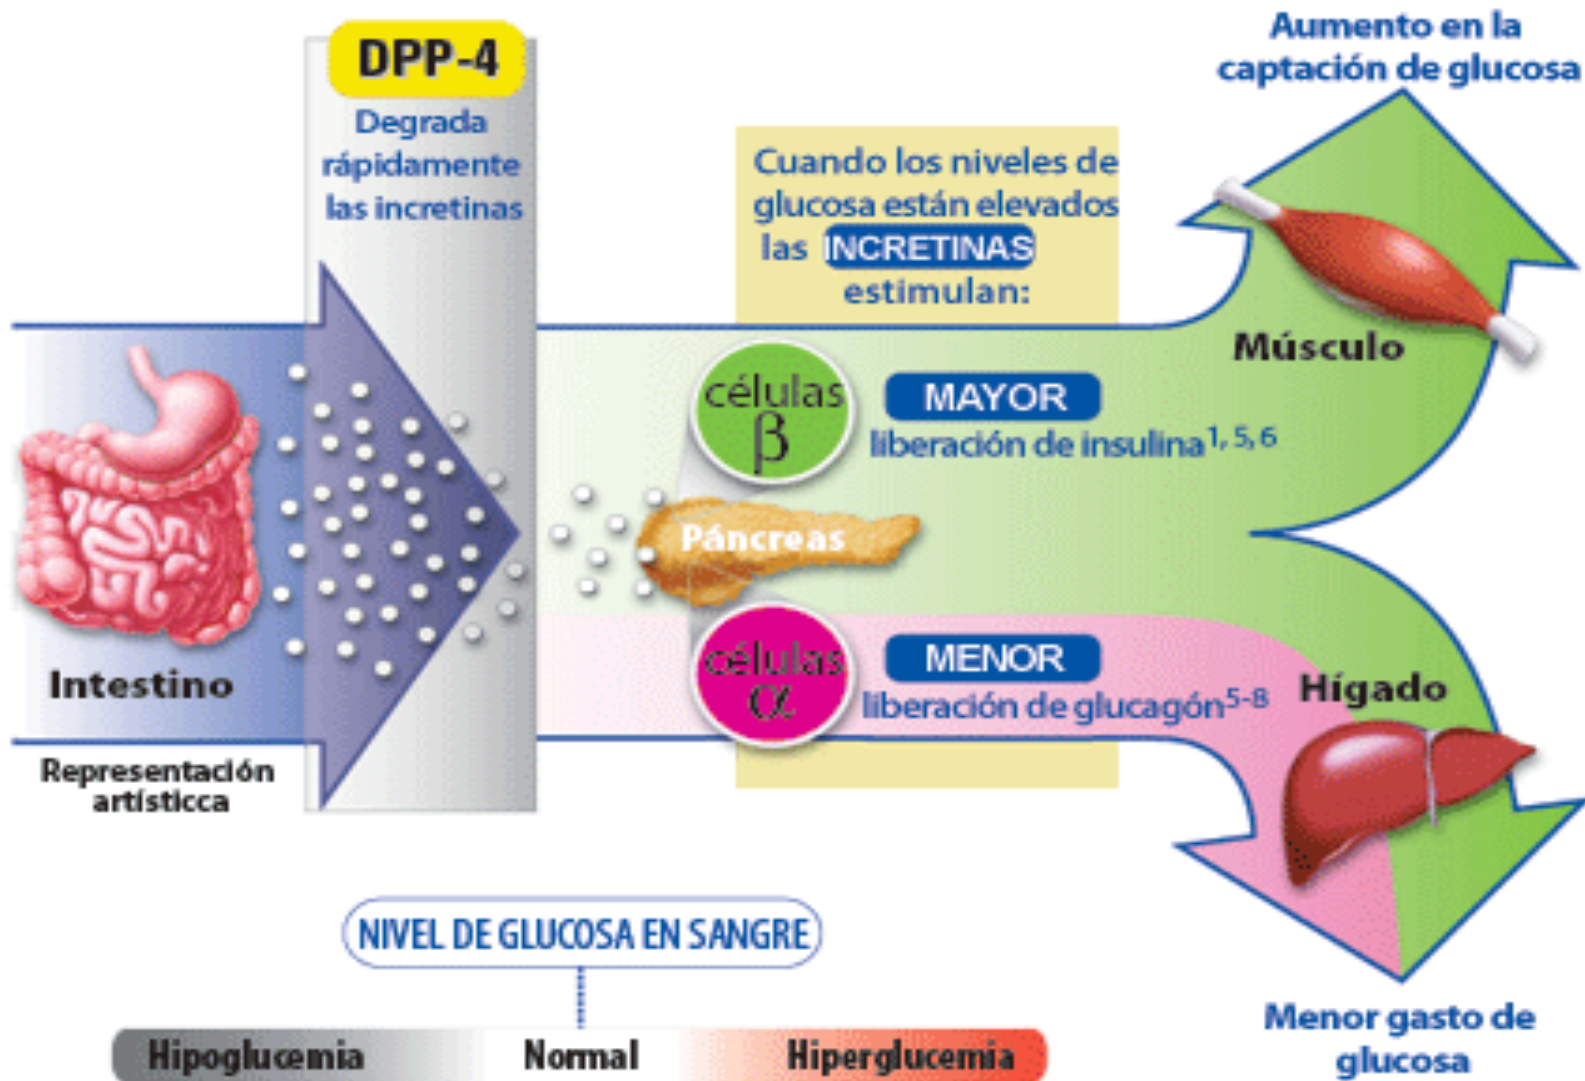 DPP-4
Degrada
rápidamente
las incretinas
Cuando los niveles de
glucosa están elevados
las INCRETINAS
estimulan:
Aumento en la
captación de glucosa
Músculo
células
β
MAYOR
liberación de insulina1, 5, 6
Páncreas
células
α
MENOR
liberación de glucagón5-8
Hígado
Intestino
Representación
artísticca
NIVEL DE GLUCOSA EN SANGRE
Hipoglucemia Normal Hiperglucemia
Menor gasto de
glucosa